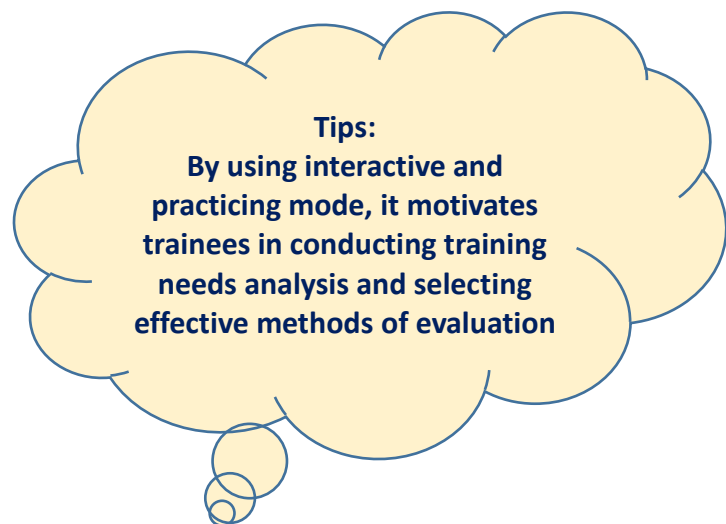 Tips:
By using interactive and
practicing mode, it motivates
trainees in conducting training
needs analysis and selecting
effective methods of evaluation